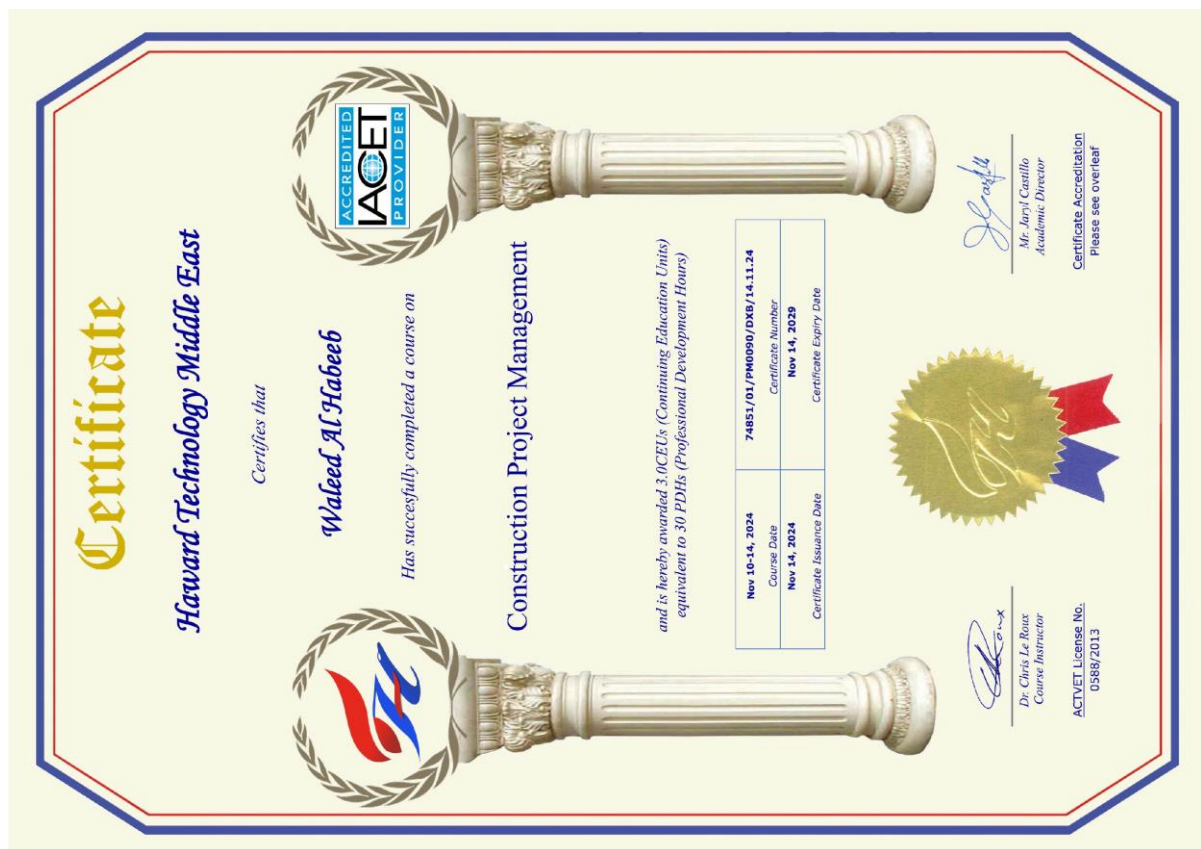 Certificate
Haward Technology Middle East
Certifies that
Waleed Al Habeeb
Has succesfully completed a course on
Construction Project Management
and is hereby awarded 3.0CEUs (Continuing Education Units)
equivalent to 30 PDHs (Professional Development Hours)
Nov 10-14, 2024
Course Date
74851/01/PM0090/DXB/14.11.24
Certificate Number
Nov 14, 2024
Certificate Issuance Date
Nov 14, 2029
Certificate Expiry Date
ACCREDITED
IACET
PROVIDER
Dr. Chris Le Roux
Course Instructor
ACTVET License No.
0588/2013
Mr. Jaryl Castillo
Academic Director
Certificate Accreditation
Please see overleaf